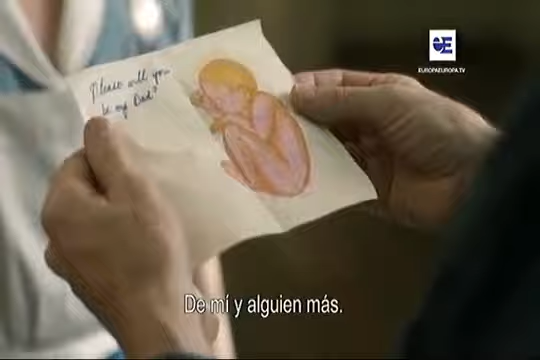 EUROPAEUROPA.TV
Please will you
be my Dad?
De mí y alguien más.